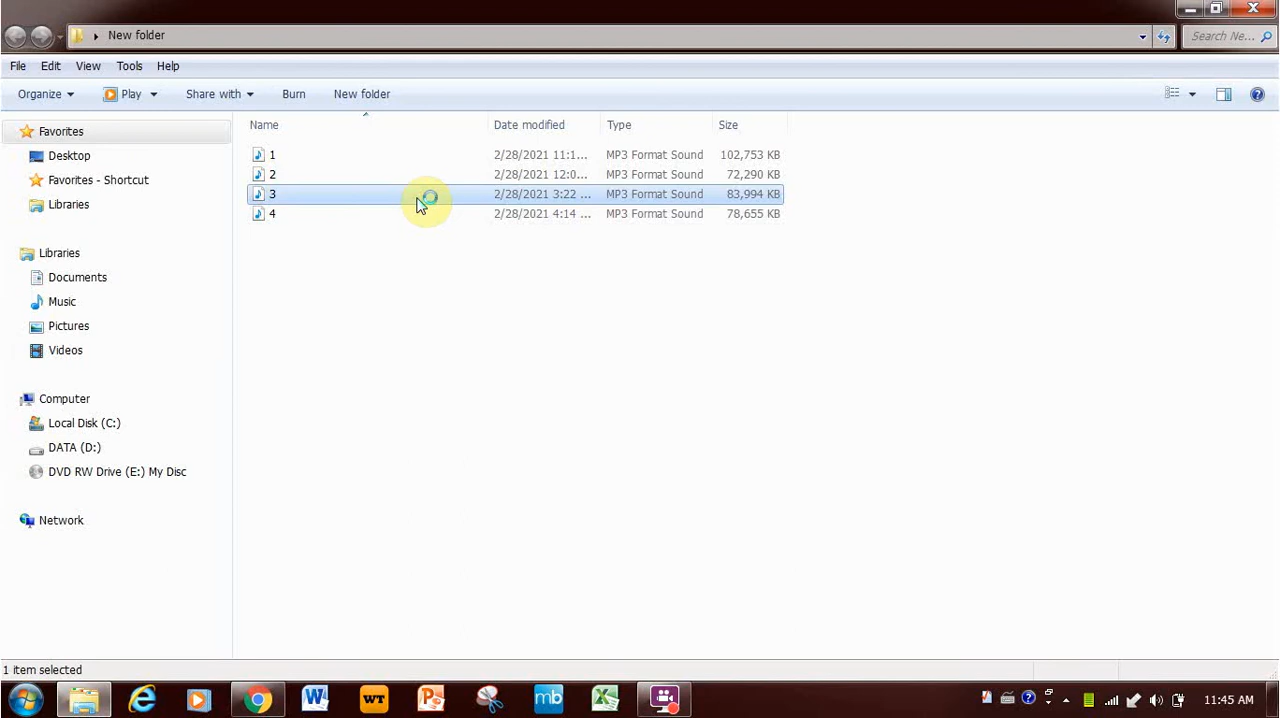 New folder
Search Ne...
File Edit View Tools Help
Organize Play Share with Burn New folder
Name Date modified Type Size
1 2/28/2021 11:1... MP3 Format Sound 102,753 KB
2 2/28/2021 12:0... MP3 Format Sound 72,290 KB
3 2/28/2021 3:22 ... MP3 Format Sound 83,994 KB
4 2/28/2021 4:14 ... MP3 Format Sound 78,655 KB
Favorites
Desktop
Favorites - Shortcut
Libraries
Libraries
Documents
Music
Pictures
Videos
Computer
Local Disk (C:)
DATA (D:)
DVD RW Drive (E:) My Disc
Network
1 item selected
WT
mb
11:45 AM